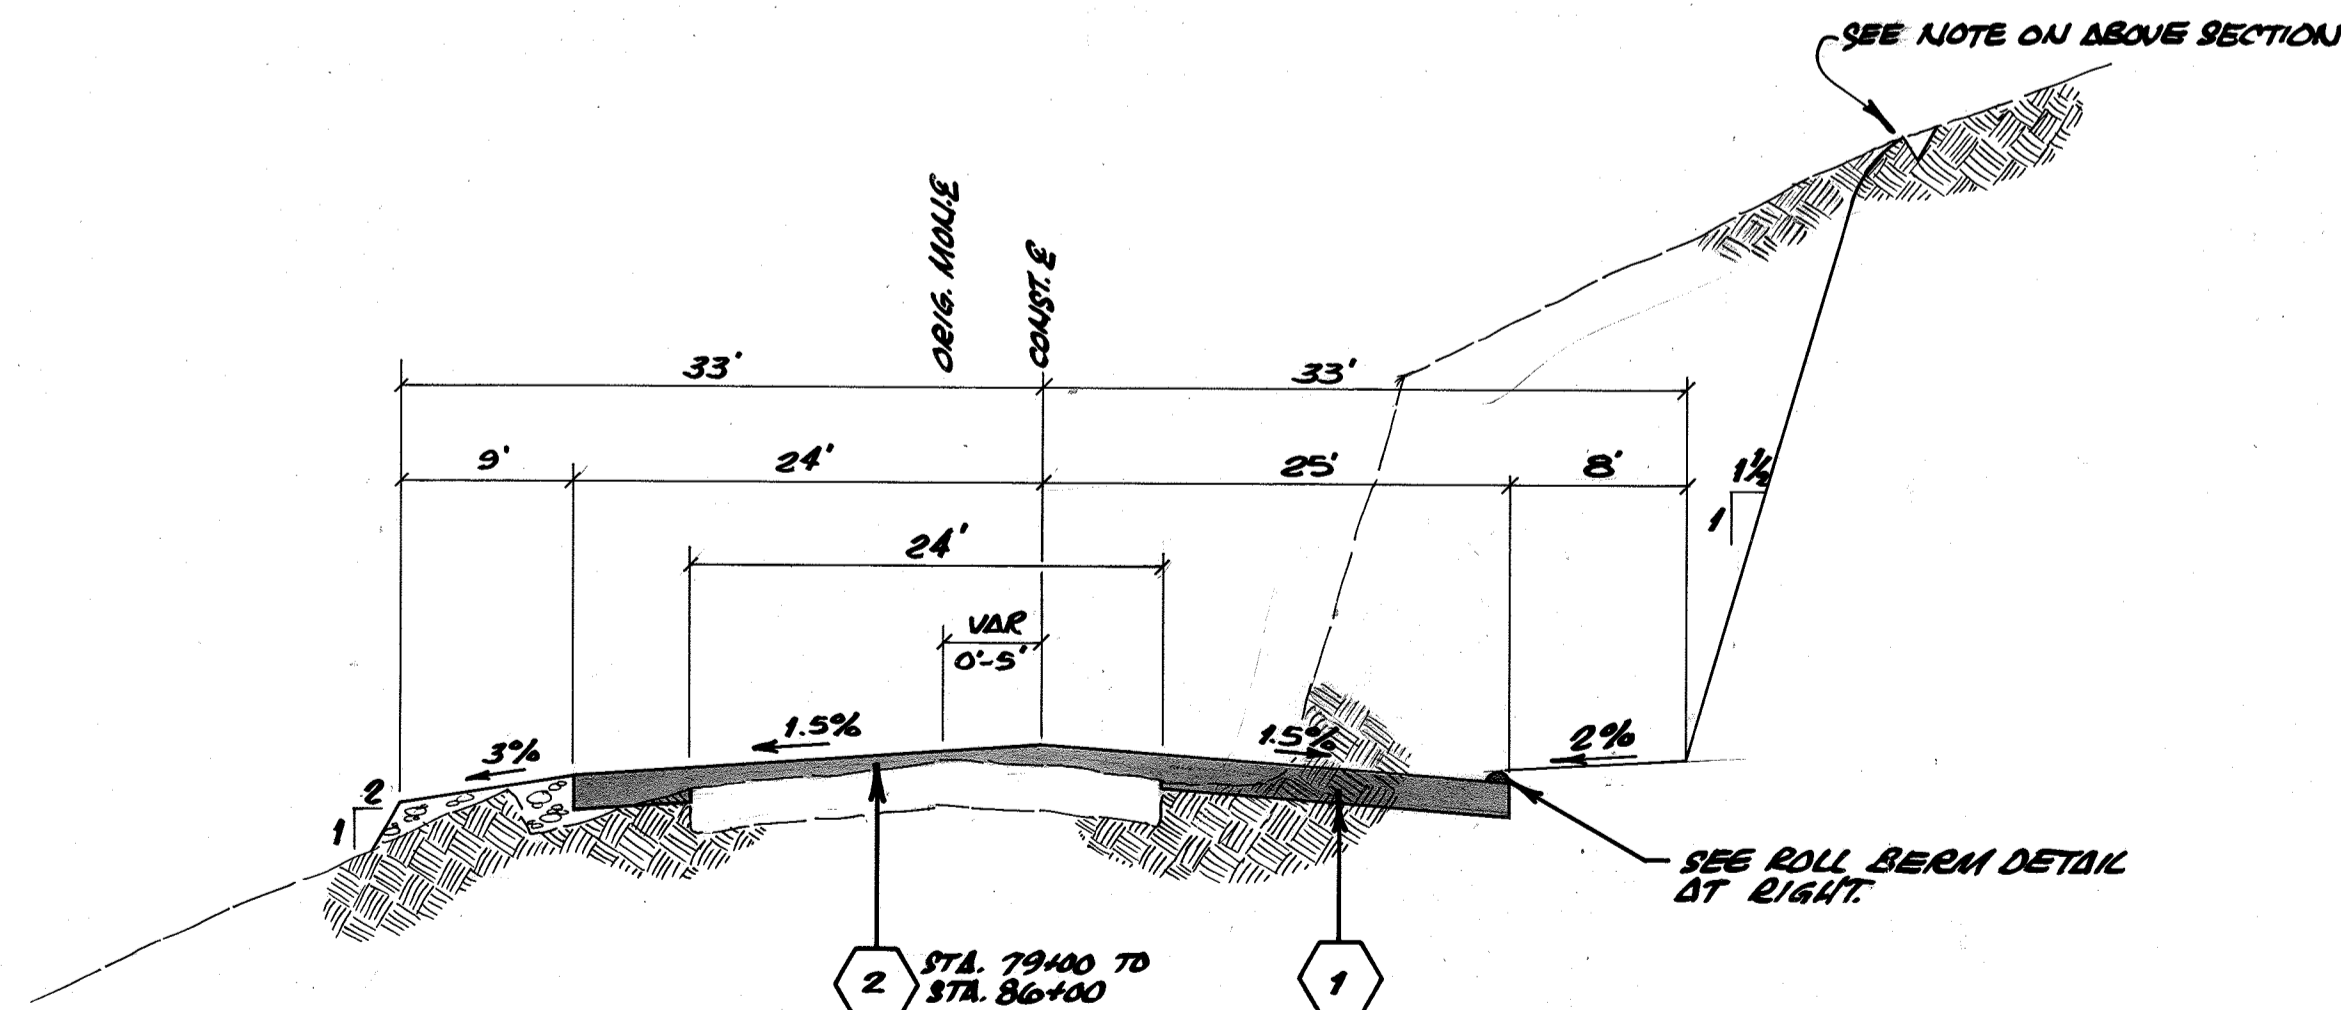 SEE NOTE ON ABOVE SECTION
ORIG. MON. ℄
CONST. ℄
33' 33'
9' 24' 25' 8'
1½
1
24'
VAR
0'-5'
3% 1.5% 1.5% 2%
2
1
SEE ROLL BERM DETAIL
AT RIGHT.
2 STA. 79+00 TO
STA. 86+00
1